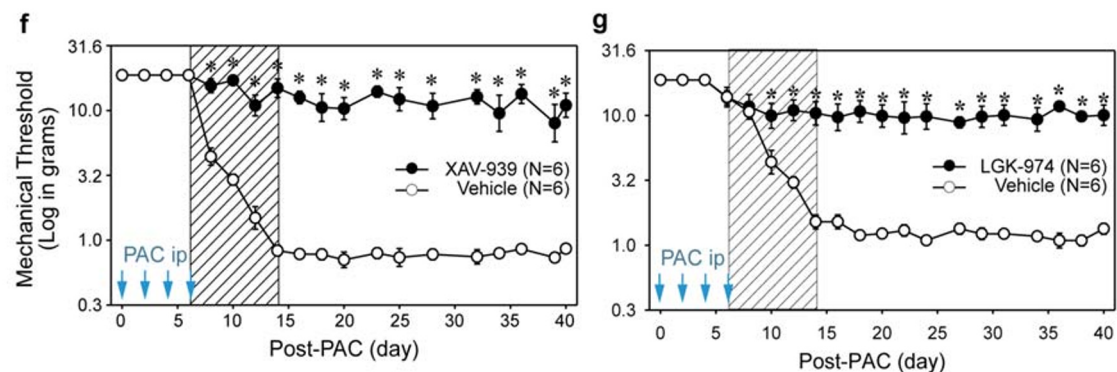 f
31.6
10.0
3.2
1.0
0.3
Mechanical Threshold
(Log in grams)
* * * * * * * * * * * * * * *
XAV-939 (N=6)
Vehicle (N=6)
PAC ip
0 5 10 15 20 25 30 35 40
Post-PAC (day)
g
31.6
10.0
3.2
1.0
0.3
* * * * * * * * * * * * * * *
LGK-974 (N=6)
Vehicle (N=6)
PAC ip
0 5 10 15 20 25 30 35 40
Post-PAC (day)